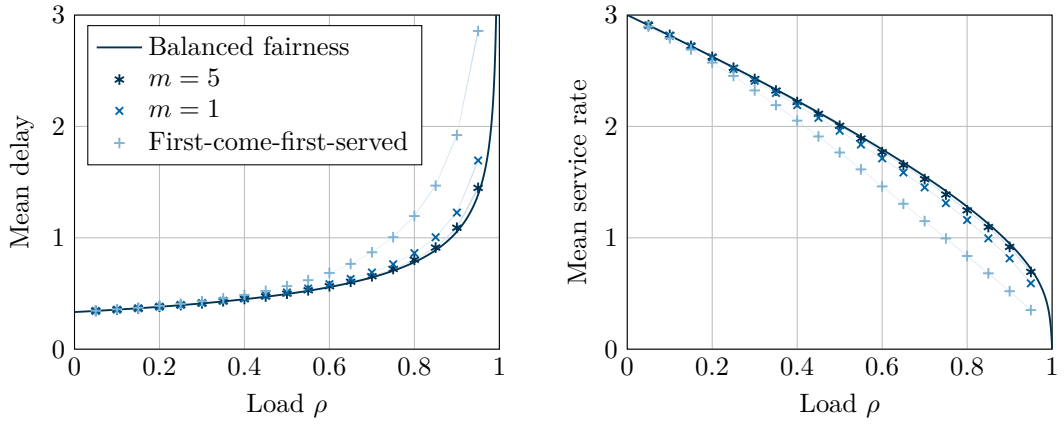 3
2
1
0
Mean delay
Balanced fairness
m = 5
m = 1
First-come-first-served
0 0.2 0.4 0.6 0.8 1
Load ρ
3
2
1
0
Mean service rate
0 0.2 0.4 0.6 0.8 1
Load ρ